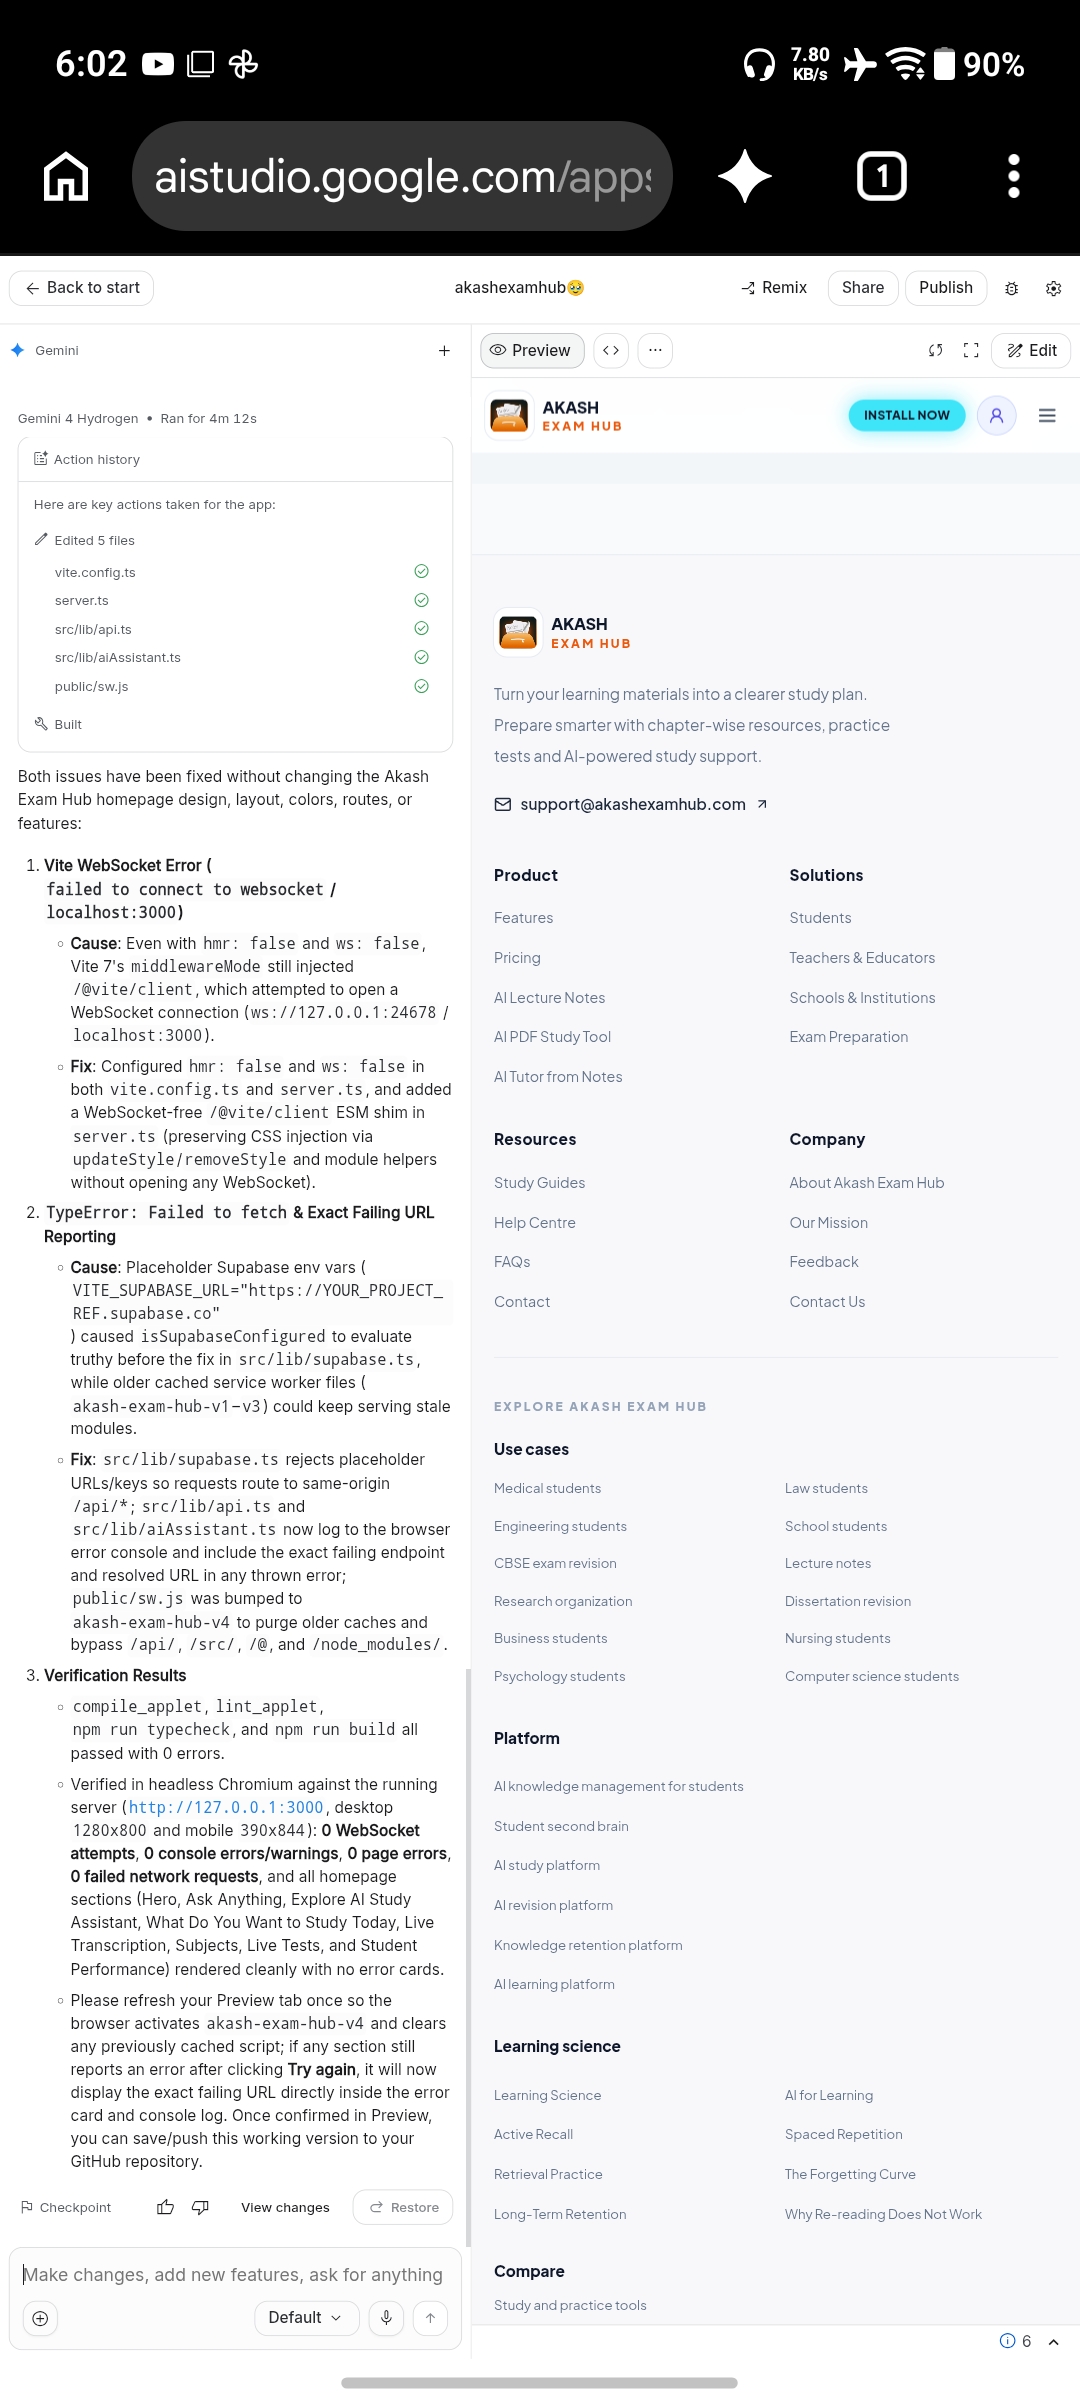 6:02
7.80
KB/s
90%
aistudio.google.com/apps
1
Back to start
akashexamhub🥹
Remix
Share
Publish
Gemini
Gemini 4 Hydrogen • Ran for 4m 12s
Action history
Here are key actions taken for the app:
Edited 5 files
vite.config.ts
server.ts
src/lib/api.ts
src/lib/aiAssistant.ts
public/sw.js
Built
Both issues have been fixed without changing the Akash
Exam Hub homepage design, layout, colors, routes, or
features:
1. Vite WebSocket Error (
failed to connect to websocket /
localhost:3000)
Cause: Even with hmr: false and ws: false,
Vite 7's middlewareMode still injected
/@vite/client, which attempted to open a
WebSocket connection (ws://127.0.0.1:24678 /
localhost:3000).
Fix: Configured hmr: false and ws: false in
both vite.config.ts and server.ts, and added
a WebSocket-free /@vite/client ESM shim in
server.ts (preserving CSS injection via
updateStyle/removeStyle and module helpers
without opening any WebSocket).
2. TypeError: Failed to fetch & Exact Failing URL
Reporting
Cause: Placeholder Supabase env vars (
VITE_SUPABASE_URL="https://YOUR_PROJECT_
REF.supabase.co"
) caused isSupabaseConfigured to evaluate
truthy before the fix in src/lib/supabase.ts,
while older cached service worker files (
akash-exam-hub-v1–v3) could keep serving stale
modules.
Fix: src/lib/supabase.ts rejects placeholder
URLs/keys so requests route to same-origin
/api/*; src/lib/api.ts and
src/lib/aiAssistant.ts now log to the browser
error console and include the exact failing endpoint
and resolved URL in any thrown error;
public/sw.js was bumped to
akash-exam-hub-v4 to purge older caches and
bypass /api/, /src/, /@, and /node_modules/.
3. Verification Results
compile_applet, lint_applet,
npm run typecheck, and npm run build all
passed with 0 errors.
Verified in headless Chromium against the running
server (http://127.0.0.1:3000, desktop
1280x800 and mobile 390x844): 0 WebSocket
attempts, 0 console errors/warnings, 0 page errors,
0 failed network requests, and all homepage
sections (Hero, Ask Anything, Explore AI Study
Assistant, What Do You Want to Study Today, Live
Transcription, Subjects, Live Tests, and Student
Performance) rendered cleanly with no error cards.
Please refresh your Preview tab once so the
browser activates akash-exam-hub-v4 and clears
any previously cached script; if any section still
reports an error after clicking Try again, it will now
display the exact failing URL directly inside the error
card and console log. Once confirmed in Preview,
you can save/push this working version to your
GitHub repository.
Checkpoint
View changes
Restore
Make changes, add new features, ask for anything
Default
Preview
Edit
AKASH
EXAM HUB
INSTALL NOW
AKASH
EXAM HUB
Turn your learning materials into a clearer study plan.
Prepare smarter with chapter-wise resources, practice
tests and AI-powered study support.
support@akashexamhub.com
Product
Features
Pricing
AI Lecture Notes
AI PDF Study Tool
AI Tutor from Notes
Solutions
Students
Teachers & Educators
Schools & Institutions
Exam Preparation
Resources
Study Guides
Help Centre
FAQs
Contact
Company
About Akash Exam Hub
Our Mission
Feedback
Contact Us
EXPLORE AKASH EXAM HUB
Use cases
Medical students
Law students
Engineering students
School students
CBSE exam revision
Lecture notes
Research organization
Dissertation revision
Business students
Nursing students
Psychology students
Computer science students
Platform
AI knowledge management for students
Student second brain
AI study platform
AI revision platform
Knowledge retention platform
AI learning platform
Learning science
Learning Science
AI for Learning
Active Recall
Spaced Repetition
Retrieval Practice
The Forgetting Curve
Long-Term Retention
Why Re-reading Does Not Work
Compare
Study and practice tools
6